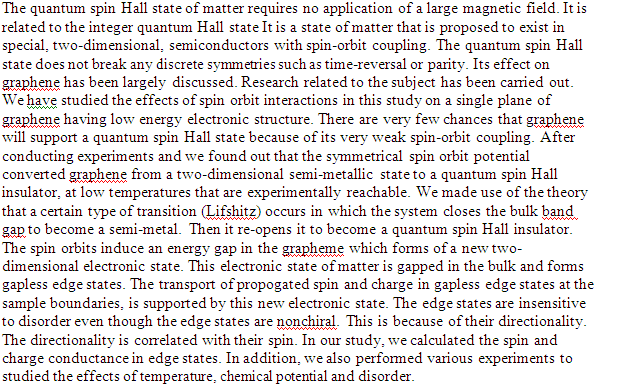 The quantum spin Hall state of matter requires no application of a large magnetic field. It is
related to the integer quantum Hall state It is a state of matter that is proposed to exist in
special, two-dimensional, semiconductors with spin-orbit coupling. The quantum spin Hall
state does not break any discrete symmetries such as time-reversal or parity. Its effect on
graphene has been largely discussed. Research related to the subject has been carried out.
We have studied the effects of spin orbit interactions in this study on a single plane of
graphene having low energy electronic structure. There are very few chances that graphene
will support a quantum spin Hall state because of its very weak spin-orbit coupling. After
conducting experiments and we found out that the symmetrical spin orbit potential
converted graphene from a two-dimensional semi-metallic state to a quantum spin Hall
insulator, at low temperatures that are experimentally reachable. We made use of the theory
that a certain type of transition (Lifshitz) occurs in which the system closes the bulk band
gap to become a semi-metal. Then it re-opens it to become a quantum spin Hall insulator.
The spin orbits induce an energy gap in the grapheme which forms of a new two-
dimensional electronic state. This electronic state of matter is gapped in the bulk and forms
gapless edge states. The transport of propogated spin and charge in gapless edge states at the
sample boundaries, is supported by this new electronic state. The edge states are insensitive
to disorder even though the edge states are nonchiral. This is because of their directionality.
The directionality is correlated with their spin. In our study, we calculated the spin and
charge conductance in edge states. In addition, we also performed various experiments to
studied the effects of temperature, chemical potential and disorder.